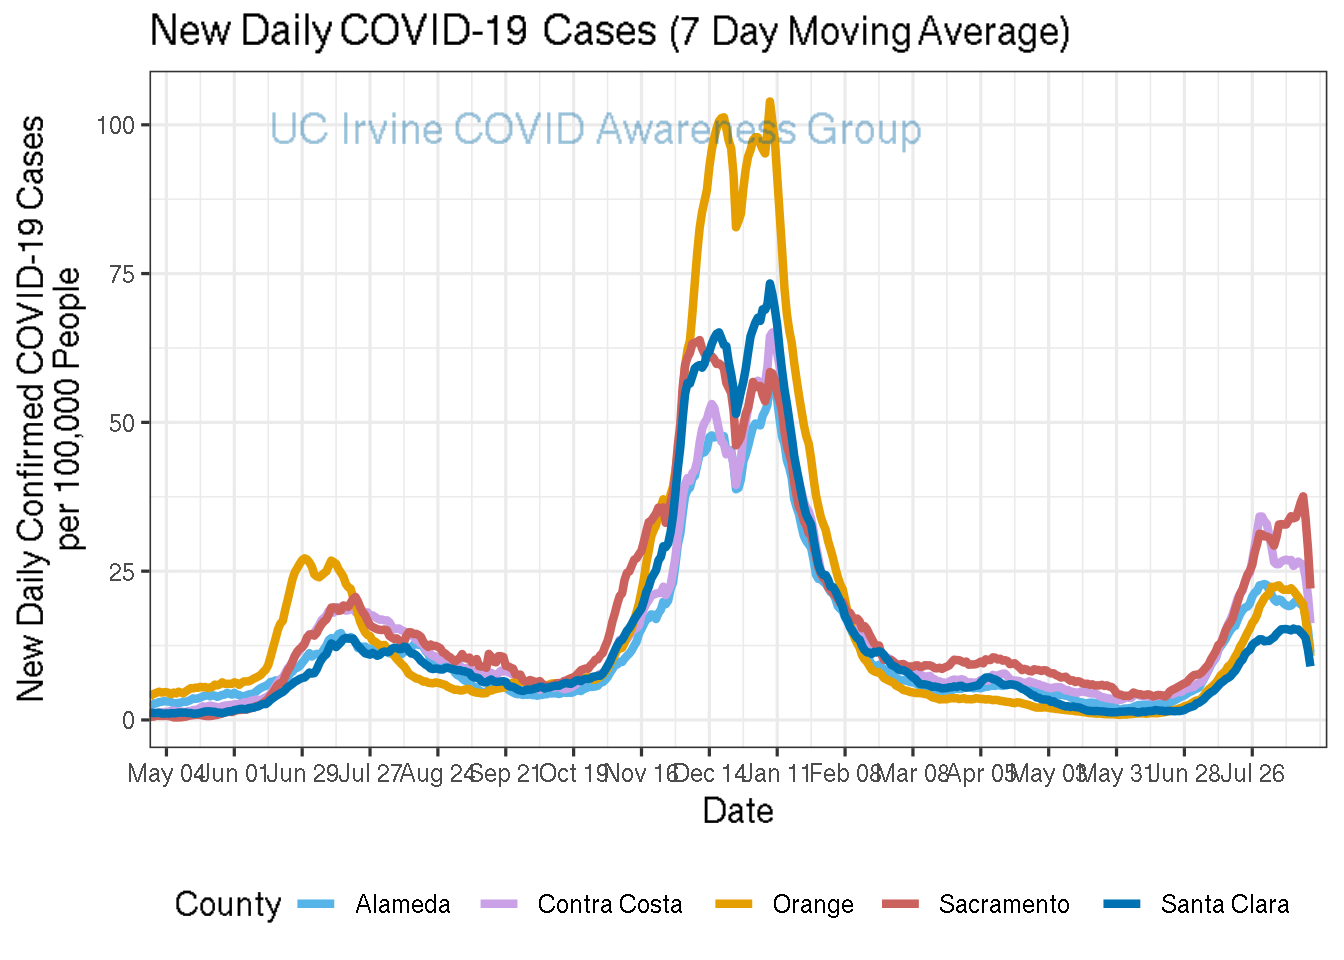 New Daily COVID-19 Cases (7 Day Moving Average)
UC Irvine COVID Awareness Group
New Daily Confirmed COVID-19 Cases
per 100,000 People
100
75
50
25
0
May 04 Jun 01 Jun 29 Jul 27 Aug 24 Sep 21 Oct 19 Nov 16 Dec 14 Jan 11 Feb 08 Mar 08 Apr 05 May 03 May 31 Jun 28 Jul 26
Date
County Alameda Contra Costa Orange Sacramento Santa Clara